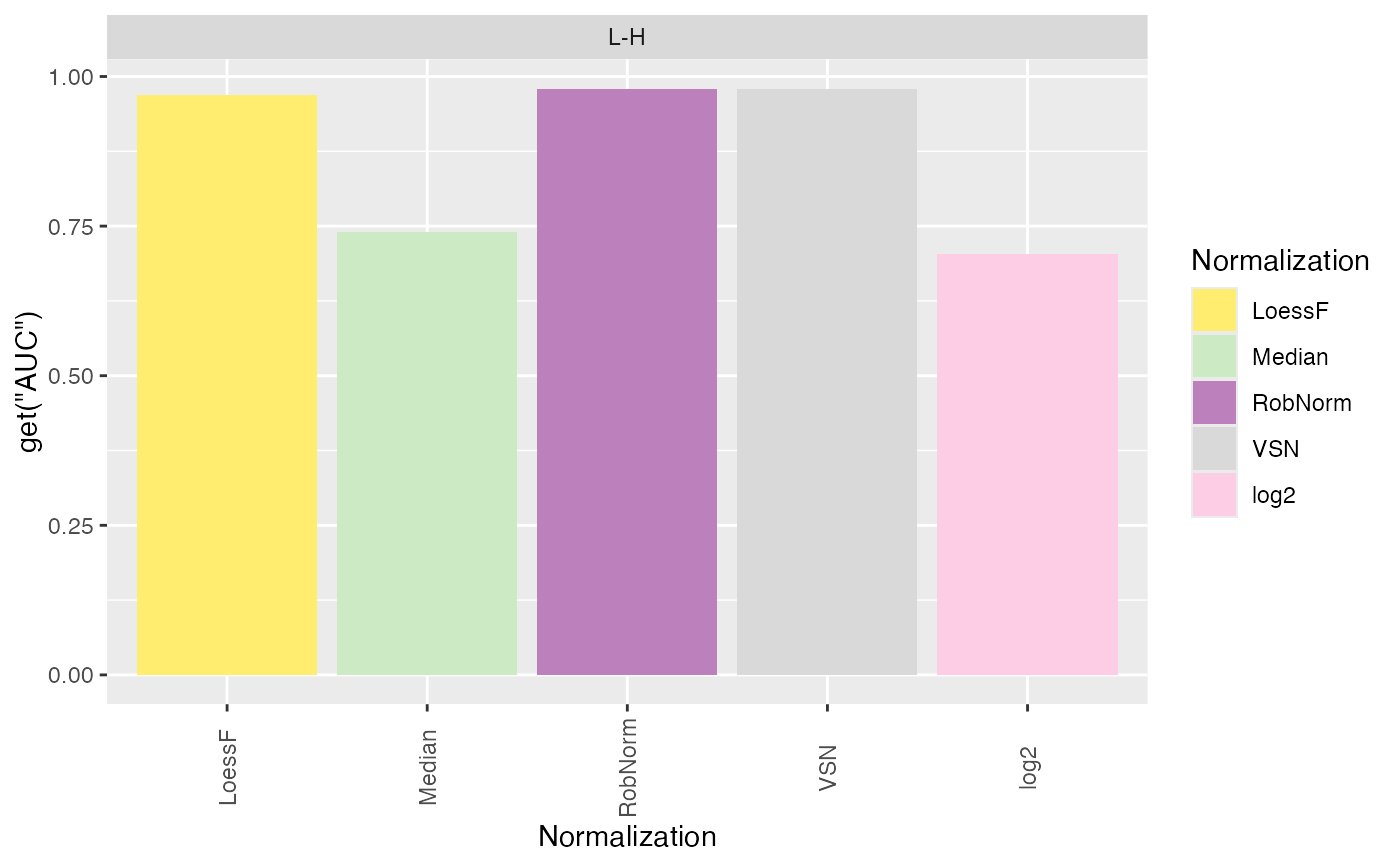 L-H
1.00
0.75
0.50
0.25
0.00
get("AUC")
LoessF
Median
RobNorm
VSN
log2
Normalization
Normalization
LoessF
Median
RobNorm
VSN
log2